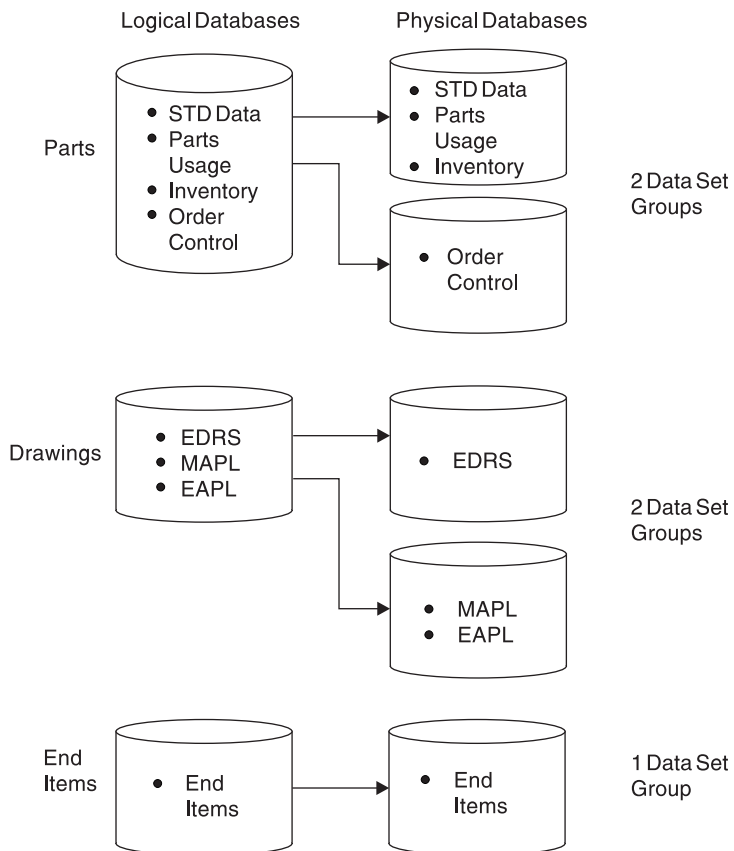 Logical Databases
Physical Databases
Parts
• STD Data
• Parts
Usage
• Inventory
• Order
Control
• STD Data
• Parts
Usage
• Inventory
• Order
Control
2 Data Set
Groups
Drawings
• EDRS
• MAPL
• EAPL
• EDRS
• MAPL
• EAPL
2 Data Set
Groups
End
Items
• End
Items
• End
Items
1 Data Set
Group